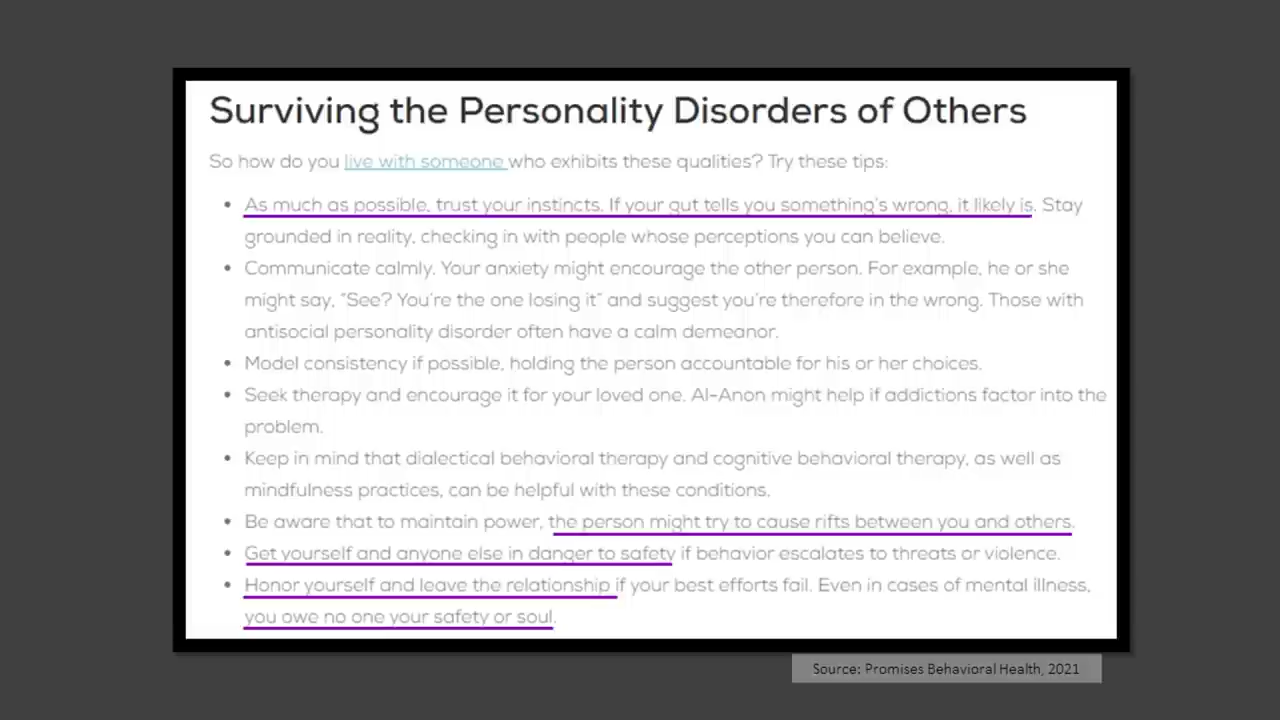 Surviving the Personality Disorders of Others
So how do you live with someone who exhibits these qualities? Try these tips:
• As much as possible, trust your instincts. If your gut tells you something's wrong, it likely is. Stay
grounded in reality, checking in with people whose perceptions you can believe.
• Communicate calmly. Your anxiety might encourage the other person. For example, he or she
might say, “See? You're the one losing it” and suggest you're therefore in the wrong. Those with
antisocial personality disorder often have a calm demeanor.
• Model consistency if possible, holding the person accountable for his or her choices.
• Seek therapy and encourage it for your loved one. Al-Anon might help if addictions factor into the
problem.
• Keep in mind that dialectical behavioral therapy and cognitive behavioral therapy, as well as
mindfulness practices, can be helpful with these conditions.
• Be aware that to maintain power, the person might try to cause rifts between you and others.
• Get yourself and anyone else in danger to safety if behavior escalates to threats or violence.
• Honor yourself and leave the relationship if your best efforts fail. Even in cases of mental illness,
you owe no one your safety or soul.
Source: Promises Behavioral Health, 2021